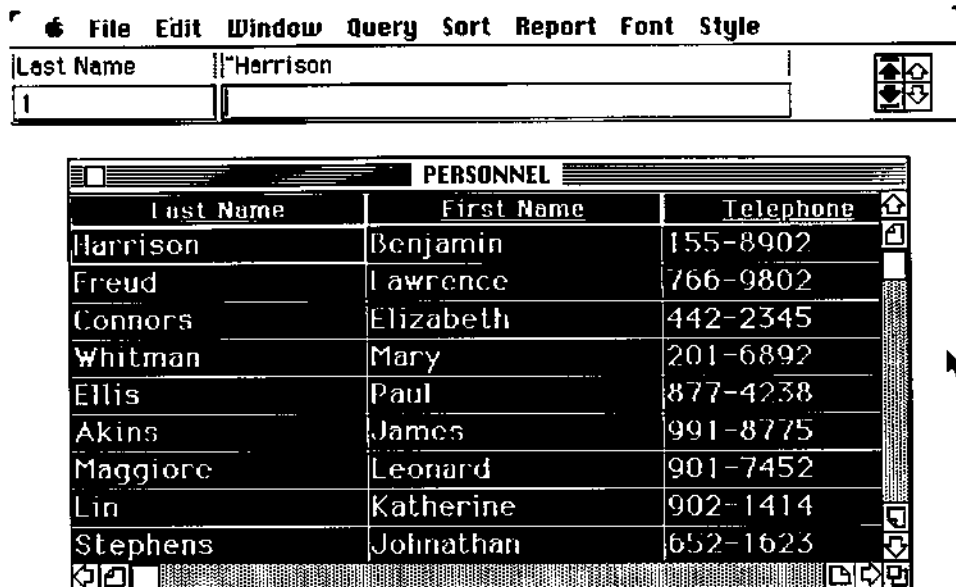 File Edit Window Query Sort Report Font Style
Last Name "Harrison
1
PERSONNEL
Last Name First Name Telephone
Harrison Benjamin 155-8902
Freud Lawrence 766-9802
Connors Elizabeth 442-2345
Whitman Mary 201-6892
Ellis Paul 877-4238
Akins James 991-8775
Maggiore Leonard 901-7452
Lin Katherine 902-1414
Stephens Johnathan 652-1623